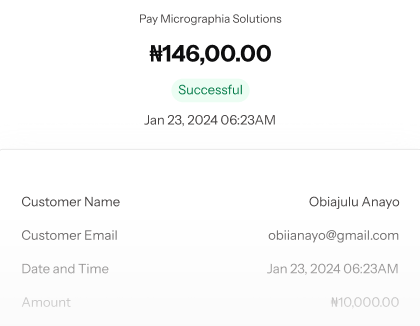 Pay Micrographia Solutions
₦146,00.00
Successful
Jan 23, 2024 06:23AM
Customer Name Obiajulu Anayo
Customer Email obiianayo@gmail.com
Date and Time Jan 23, 2024 06:23AM
Amount ₦10,000.00